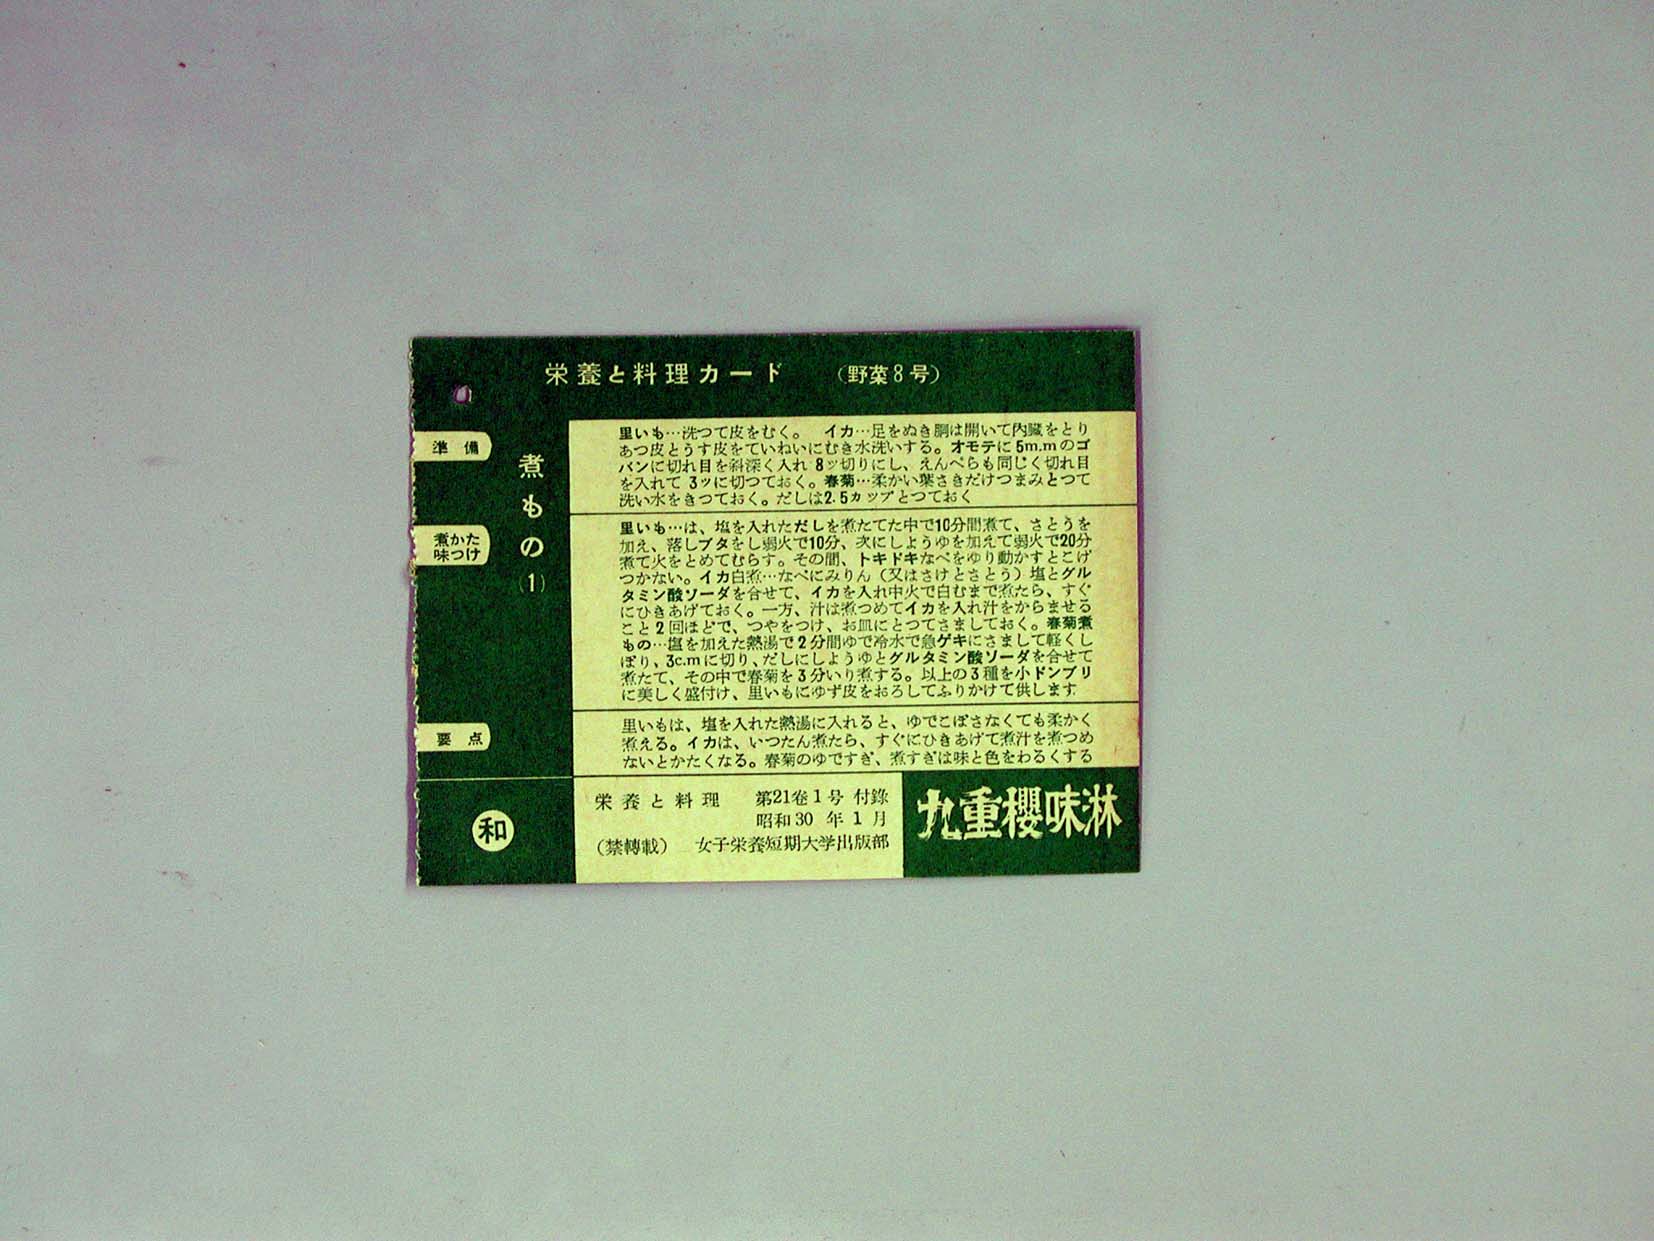 栄養と料理カード （野菜8号）
煮もの(1)
準備
里いも…洗つて皮をむく。 イカ…足をぬき胴は開いて内臓をとり
あつ皮とうす皮をていねいにむき水洗いする。オモテに5m.mのゴ
バンに切れ目を斜深く入れ8ッ切りにし、えんぺらも同じく切れ目
を入れて 3ッに切つておく。春菊…柔かい葉さきだけつまみとつて
洗い水をきつておく。だしは2.5カップとつておく
煮かた
味つけ
里いも…は、塩を入れただしを煮たてた中で10分間煮て、さとうを
加え、落しブタをし弱火で10分、次にしようゆを加えて弱火で20分
煮て火をとめてむらす。その間、トキドキなべをゆり動かすとこげ
つかない。イカ白煮…なべにみりん（又はさけとさとう）塩とグル
タミン酸ソーダを合せて、イカを入れ中火で白むまで煮たら、すぐ
にひきあげておく。一方、汁は煮つめてイカを入れ汁をからませる
こと2回ほどで、つやをつけ、お皿にとつてさましておく。春菊煮
もの…塩を加えた熱湯で2分間ゆで冷水で急ゲキにさまして軽くし
ぼり、3c.mに切り、だしにしようゆとグルタミン酸ソーダを合せて
煮たて、その中で春菊を3分いり煮する。以上の3種を小ドンブリ
に美しく盛付け、里いもにゆず皮をおろしてふりかけて供します
要点
里いもは、塩を入れた熱湯に入れると、ゆでこぼさなくても柔かく
煮える。イカは、いつたん煮たら、すぐにひきあげて煮汁を煮つめ
ないとかたくなる。春菊のゆですぎ、煮すぎは味と色をわるくする
和
栄養と料理 第21巻1号 付錄
昭和30年1月
（禁轉載） 女子栄養短期大学出版部
九重櫻味淋